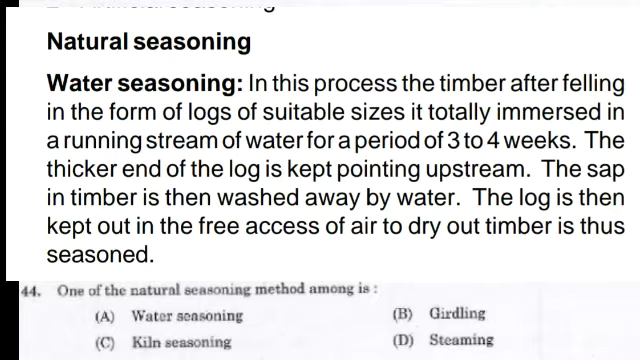 Natural seasoning
Water seasoning: In this process the timber after felling
in the form of logs of suitable sizes it totally immersed in
a running stream of water for a period of 3 to 4 weeks. The
thicker end of the log is kept pointing upstream. The sap
in timber is then washed away by water. The log is then
kept out in the free access of air to dry out timber is thus
seasoned.
44. One of the natural seasoning method among is :
(A) Water seasoning (B) Girdling
(C) Kiln seasoning (D) Steaming